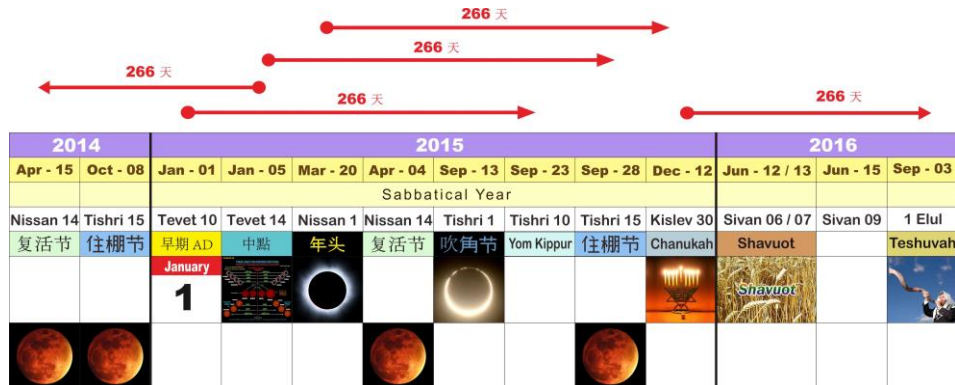 266 天
266 天
266 天
266 天
266 天
2014 2015 2016
Apr - 15 Oct - 08 Jan - 01 Jan - 05 Mar - 20 Apr - 04 Sep - 13 Sep - 23 Sep - 28 Dec - 12 Jun - 12 / 13 Jun - 15 Sep - 03
Sabbatical Year
Nissan 14 Tishri 15 Tevet 10 Tevet 14 Nissan 1 Nissan 14 Tishri 1 Tishri 10 Tishri 15 Kislev 30 Sivan 06 / 07 Sivan 09 1 Elul
复活节 住棚节 早期 AD 中點 年头 复活节 吹角节 Yom Kippur 住棚节 Chanukah Shavuot Teshuvah
January
1
Shavuot